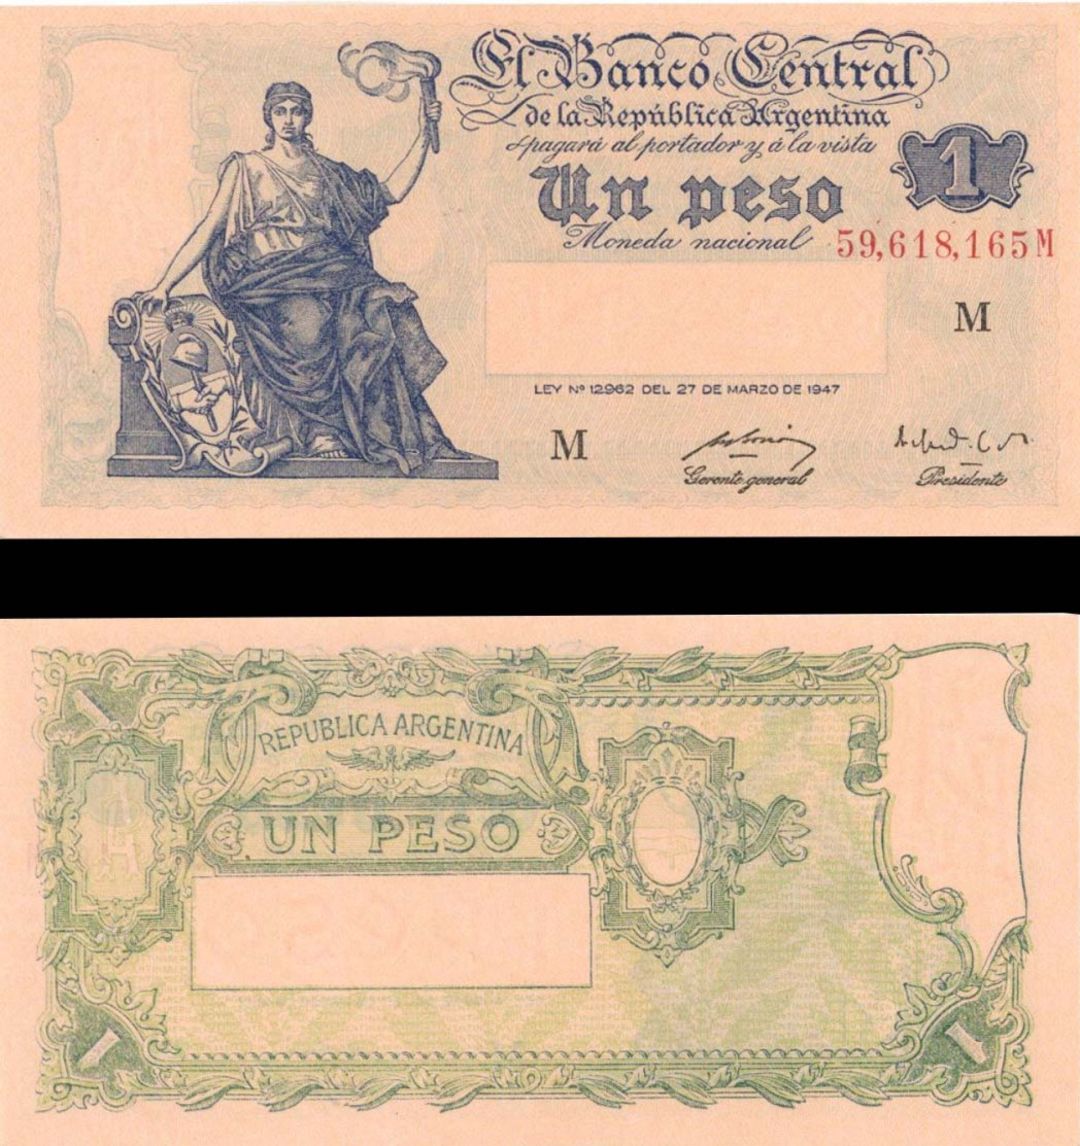 El Banco Central
de la República Argentina
pagará al portador y á la vista
1
Un peso
Moneda nacional
59,618,165M
M
LEY Nº 12962 DEL 27 DE MARZO DE 1947
M
Gerente general
Presidente
1
REPUBLICA ARGENTINA
UN PESO
1
1